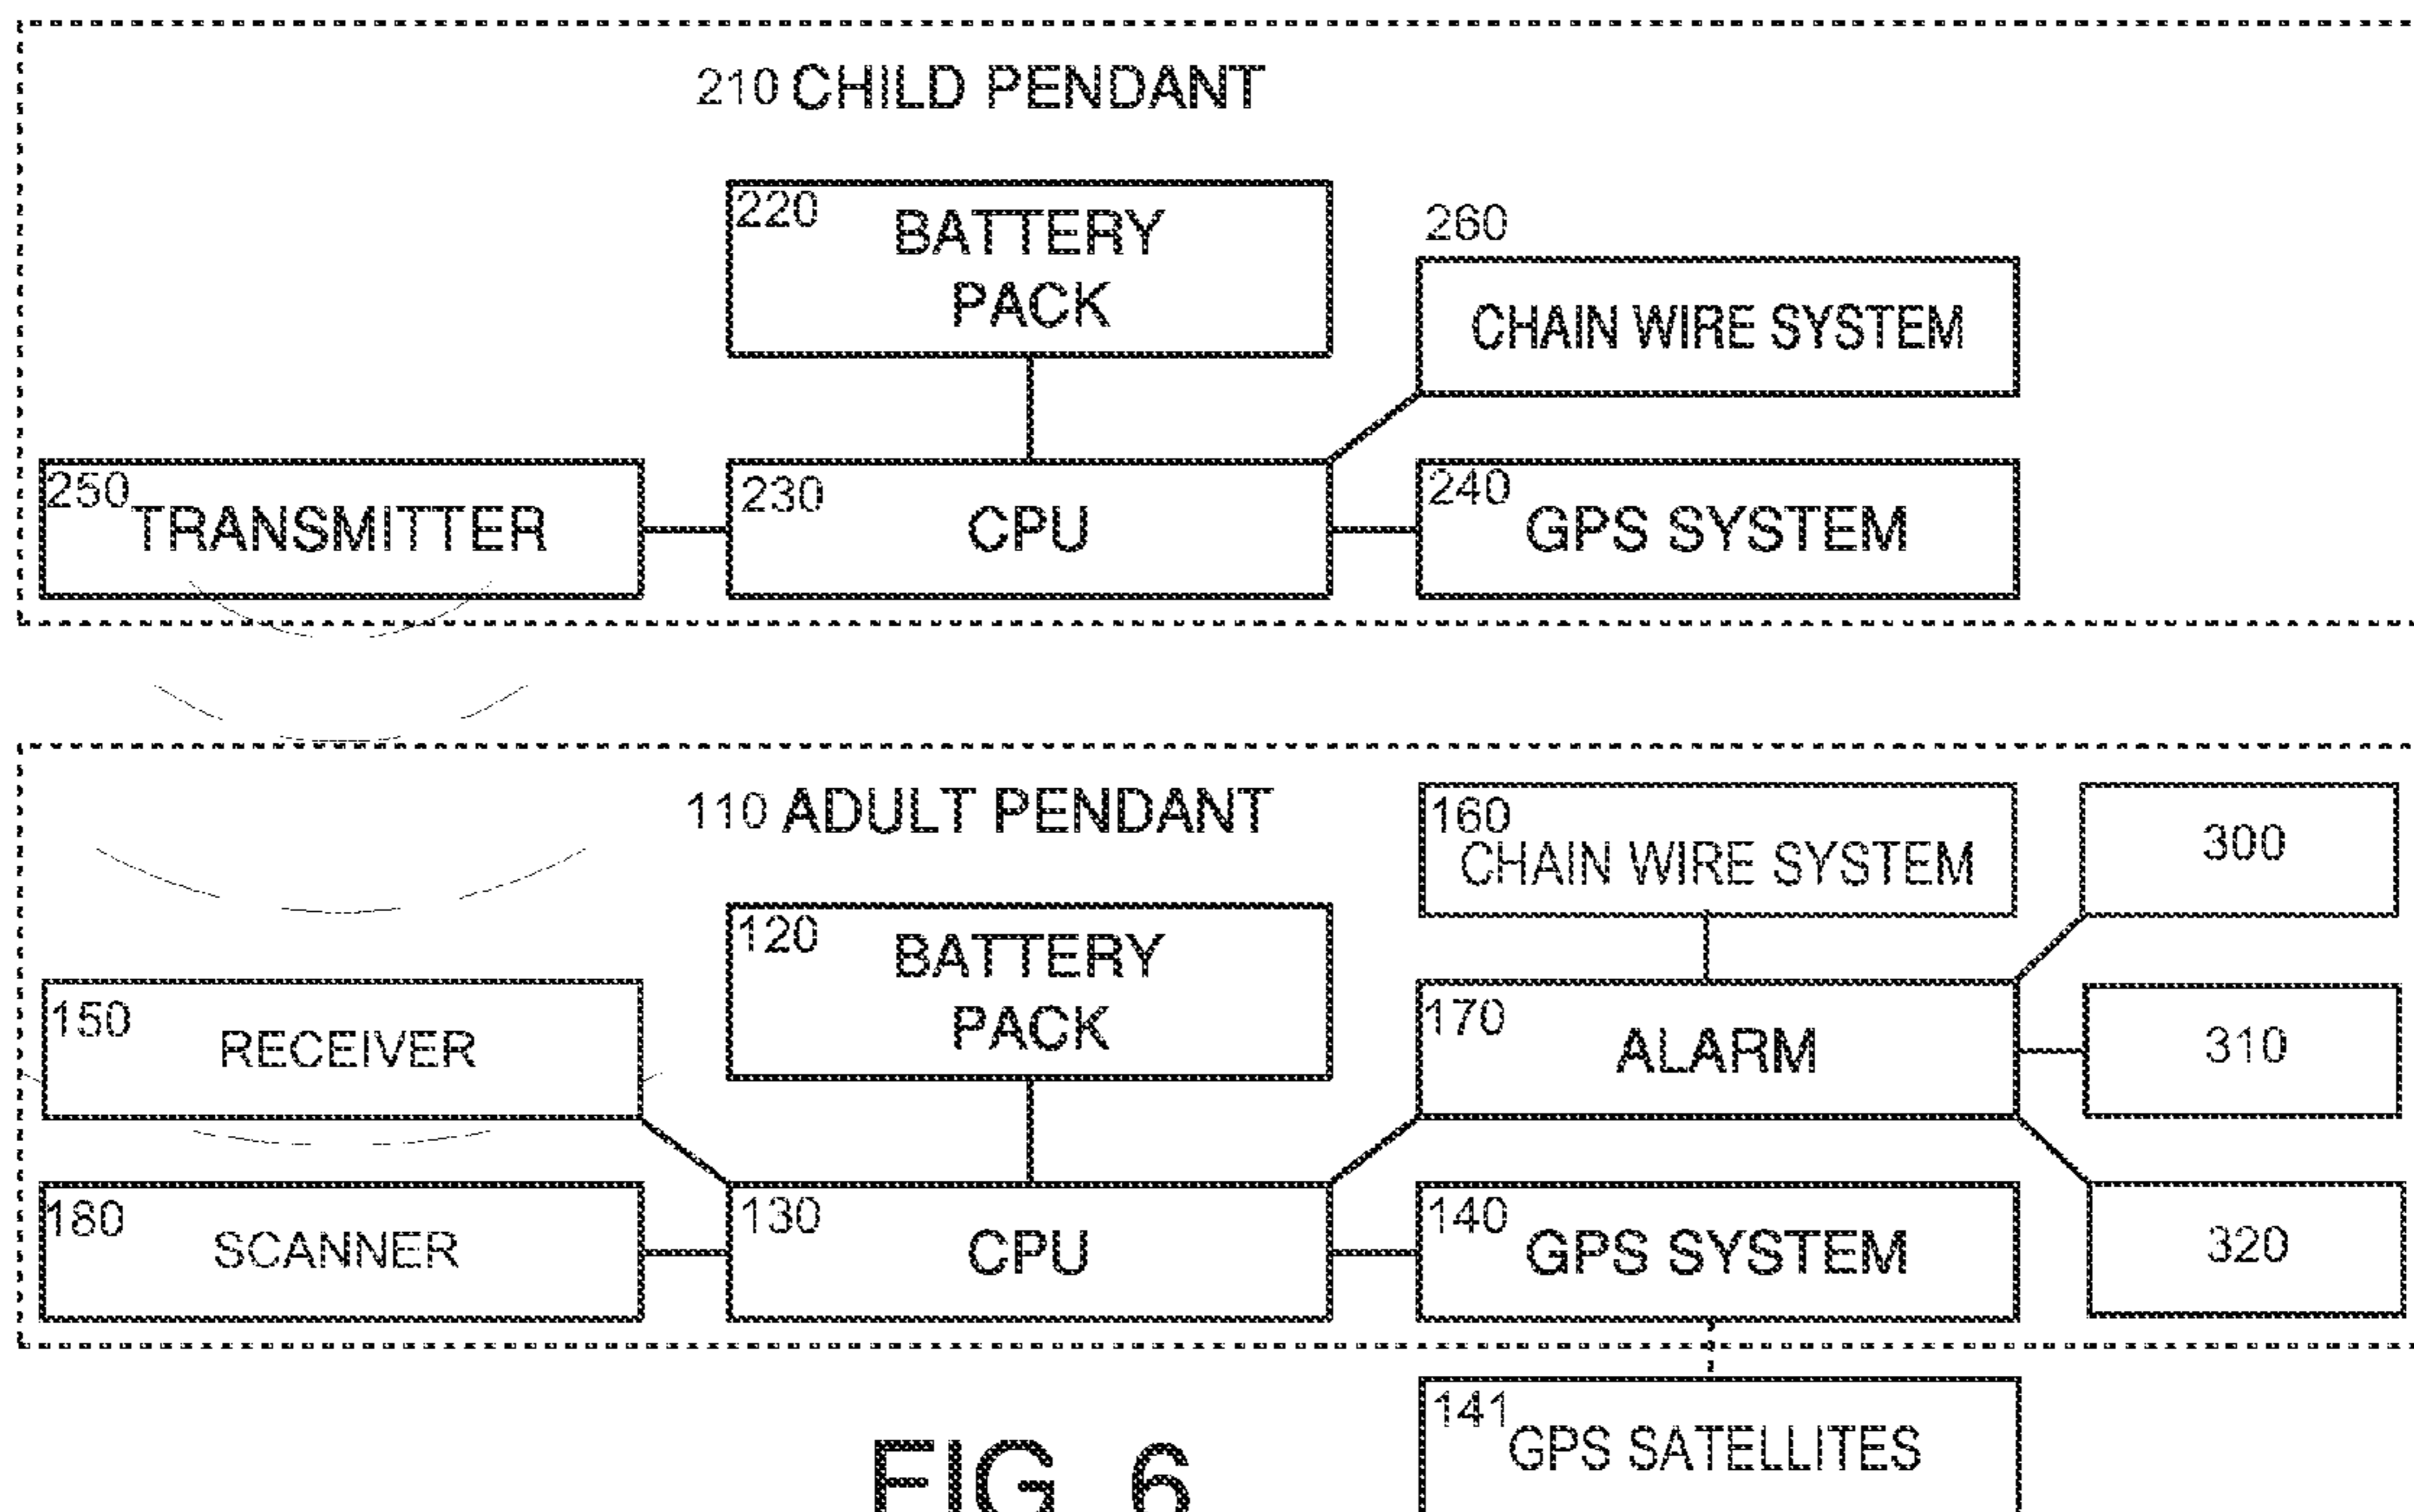 210 CHILD PENDANT
220 BATTERY
PACK
260
CHAIN WIRE SYSTEM
250 TRANSMITTER
230 CPU
240 GPS SYSTEM
110 ADULT PENDANT
160
CHAIN WIRE SYSTEM
300
120 BATTERY
PACK
150 RECEIVER
170 ALARM
310
180 SCANNER
130 CPU
140 GPS SYSTEM
320
141 GPS SATELLITES
FIG. 6